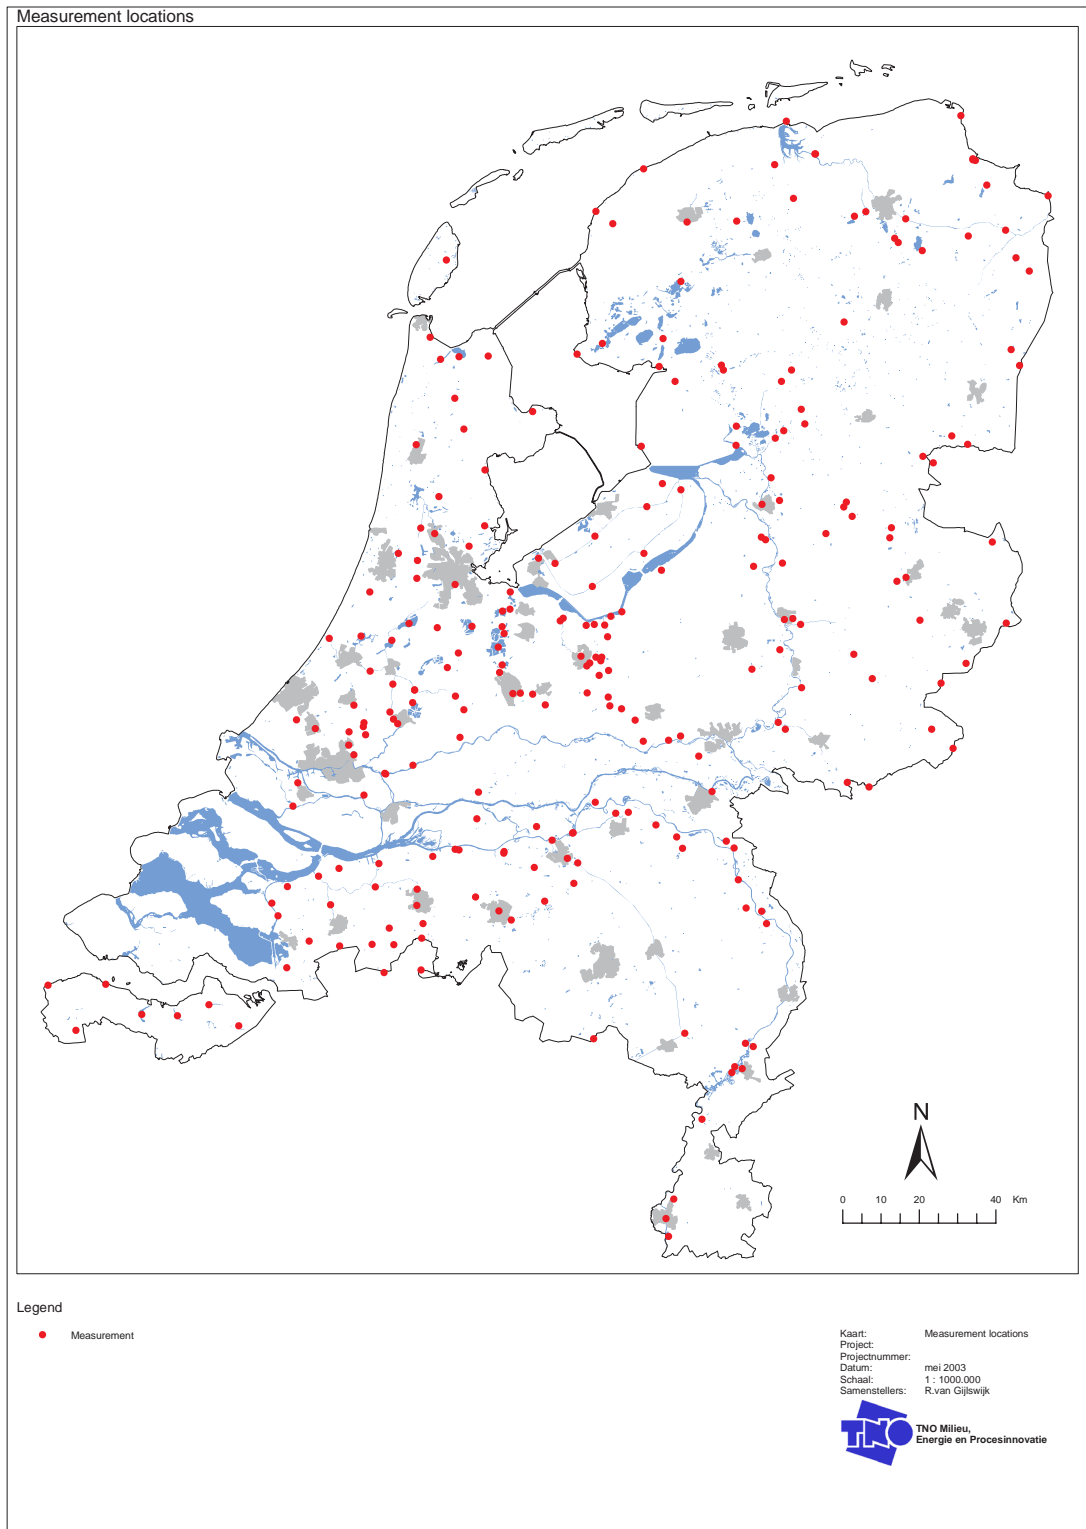 Measurement locations
N
0 10 20 40 Km
Legend
Measurement
Kaart: Measurement locations
Project:
Projectnummer:
Datum: mei 2003
Schaal: 1 : 1000.000
Samenstellers: R.van Gijlswijk
TNO
TNO Milieu,
Energie en Procesinnovatie